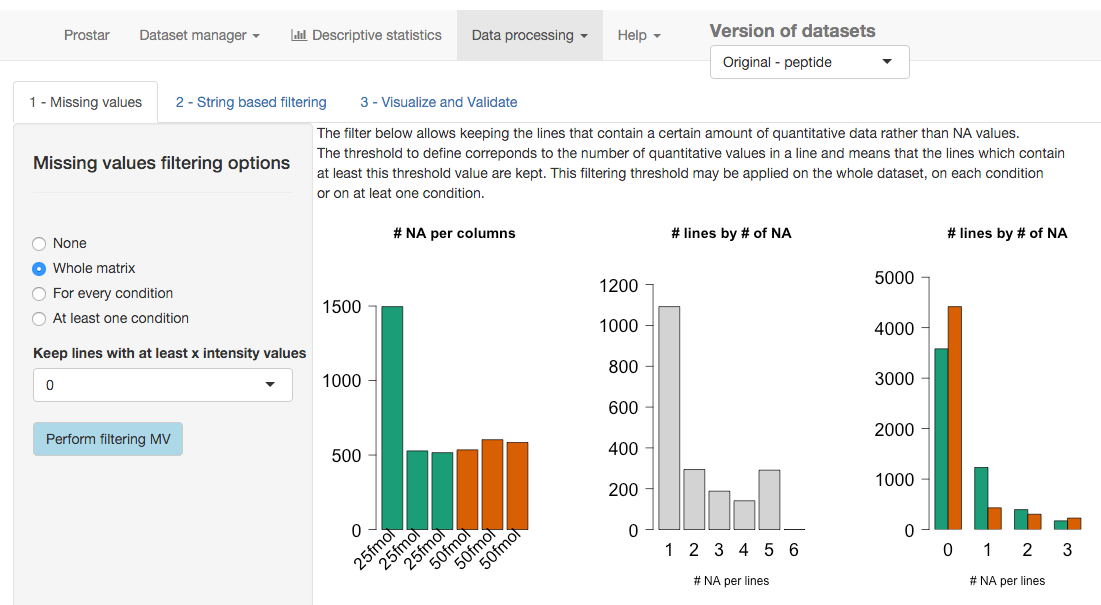 Prostar
Dataset manager
Descriptive statistics
Data processing
Help
Version of datasets
Original - peptide
1 - Missing values
2 - String based filtering
3 - Visualize and Validate
Missing values filtering options
None
Whole matrix
For every condition
At least one condition
Keep lines with at least x intensity values
0
Perform filtering MV
The filter below allows keeping the lines that contain a certain amount of quantitative data rather than NA values.
The threshold to define correponds to the number of quantitative values in a line and means that the lines which contain
at least this threshold value are kept. This filtering threshold may be applied on the whole dataset, on each condition
or on at leat one condition.
# NA per columns
1500
1000
500
0
25fmol
25fmol
25fmol
50fmol
50fmol
50fmol
# lines by # of NA
1200
1000
800
600
400
200
0
1 2 3 4 5 6
# NA per lines
# lines by # of NA
5000
4000
3000
2000
1000
0
0 1 2 3
# NA per lines